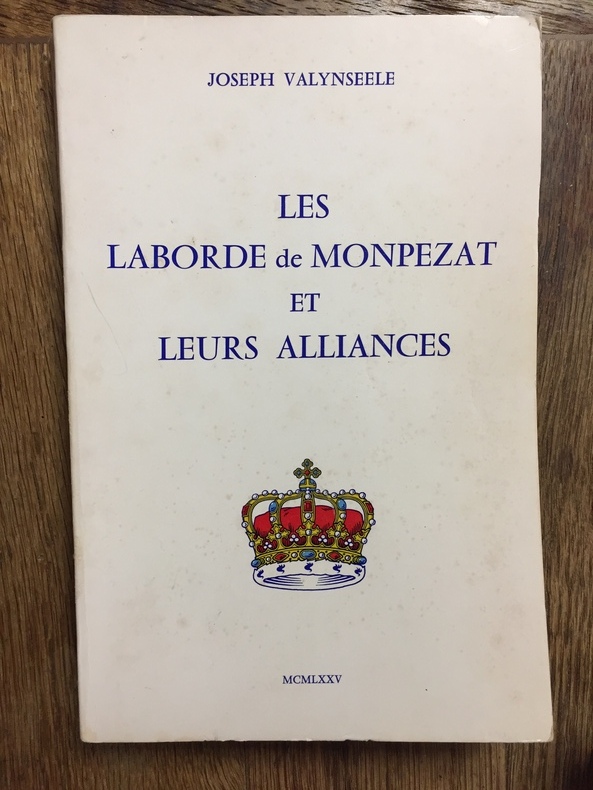 JOSEPH VALYNSEELE
LES
LABORDE de MONPEZAT
ET
LEURS ALLIANCES
MCMLXXV